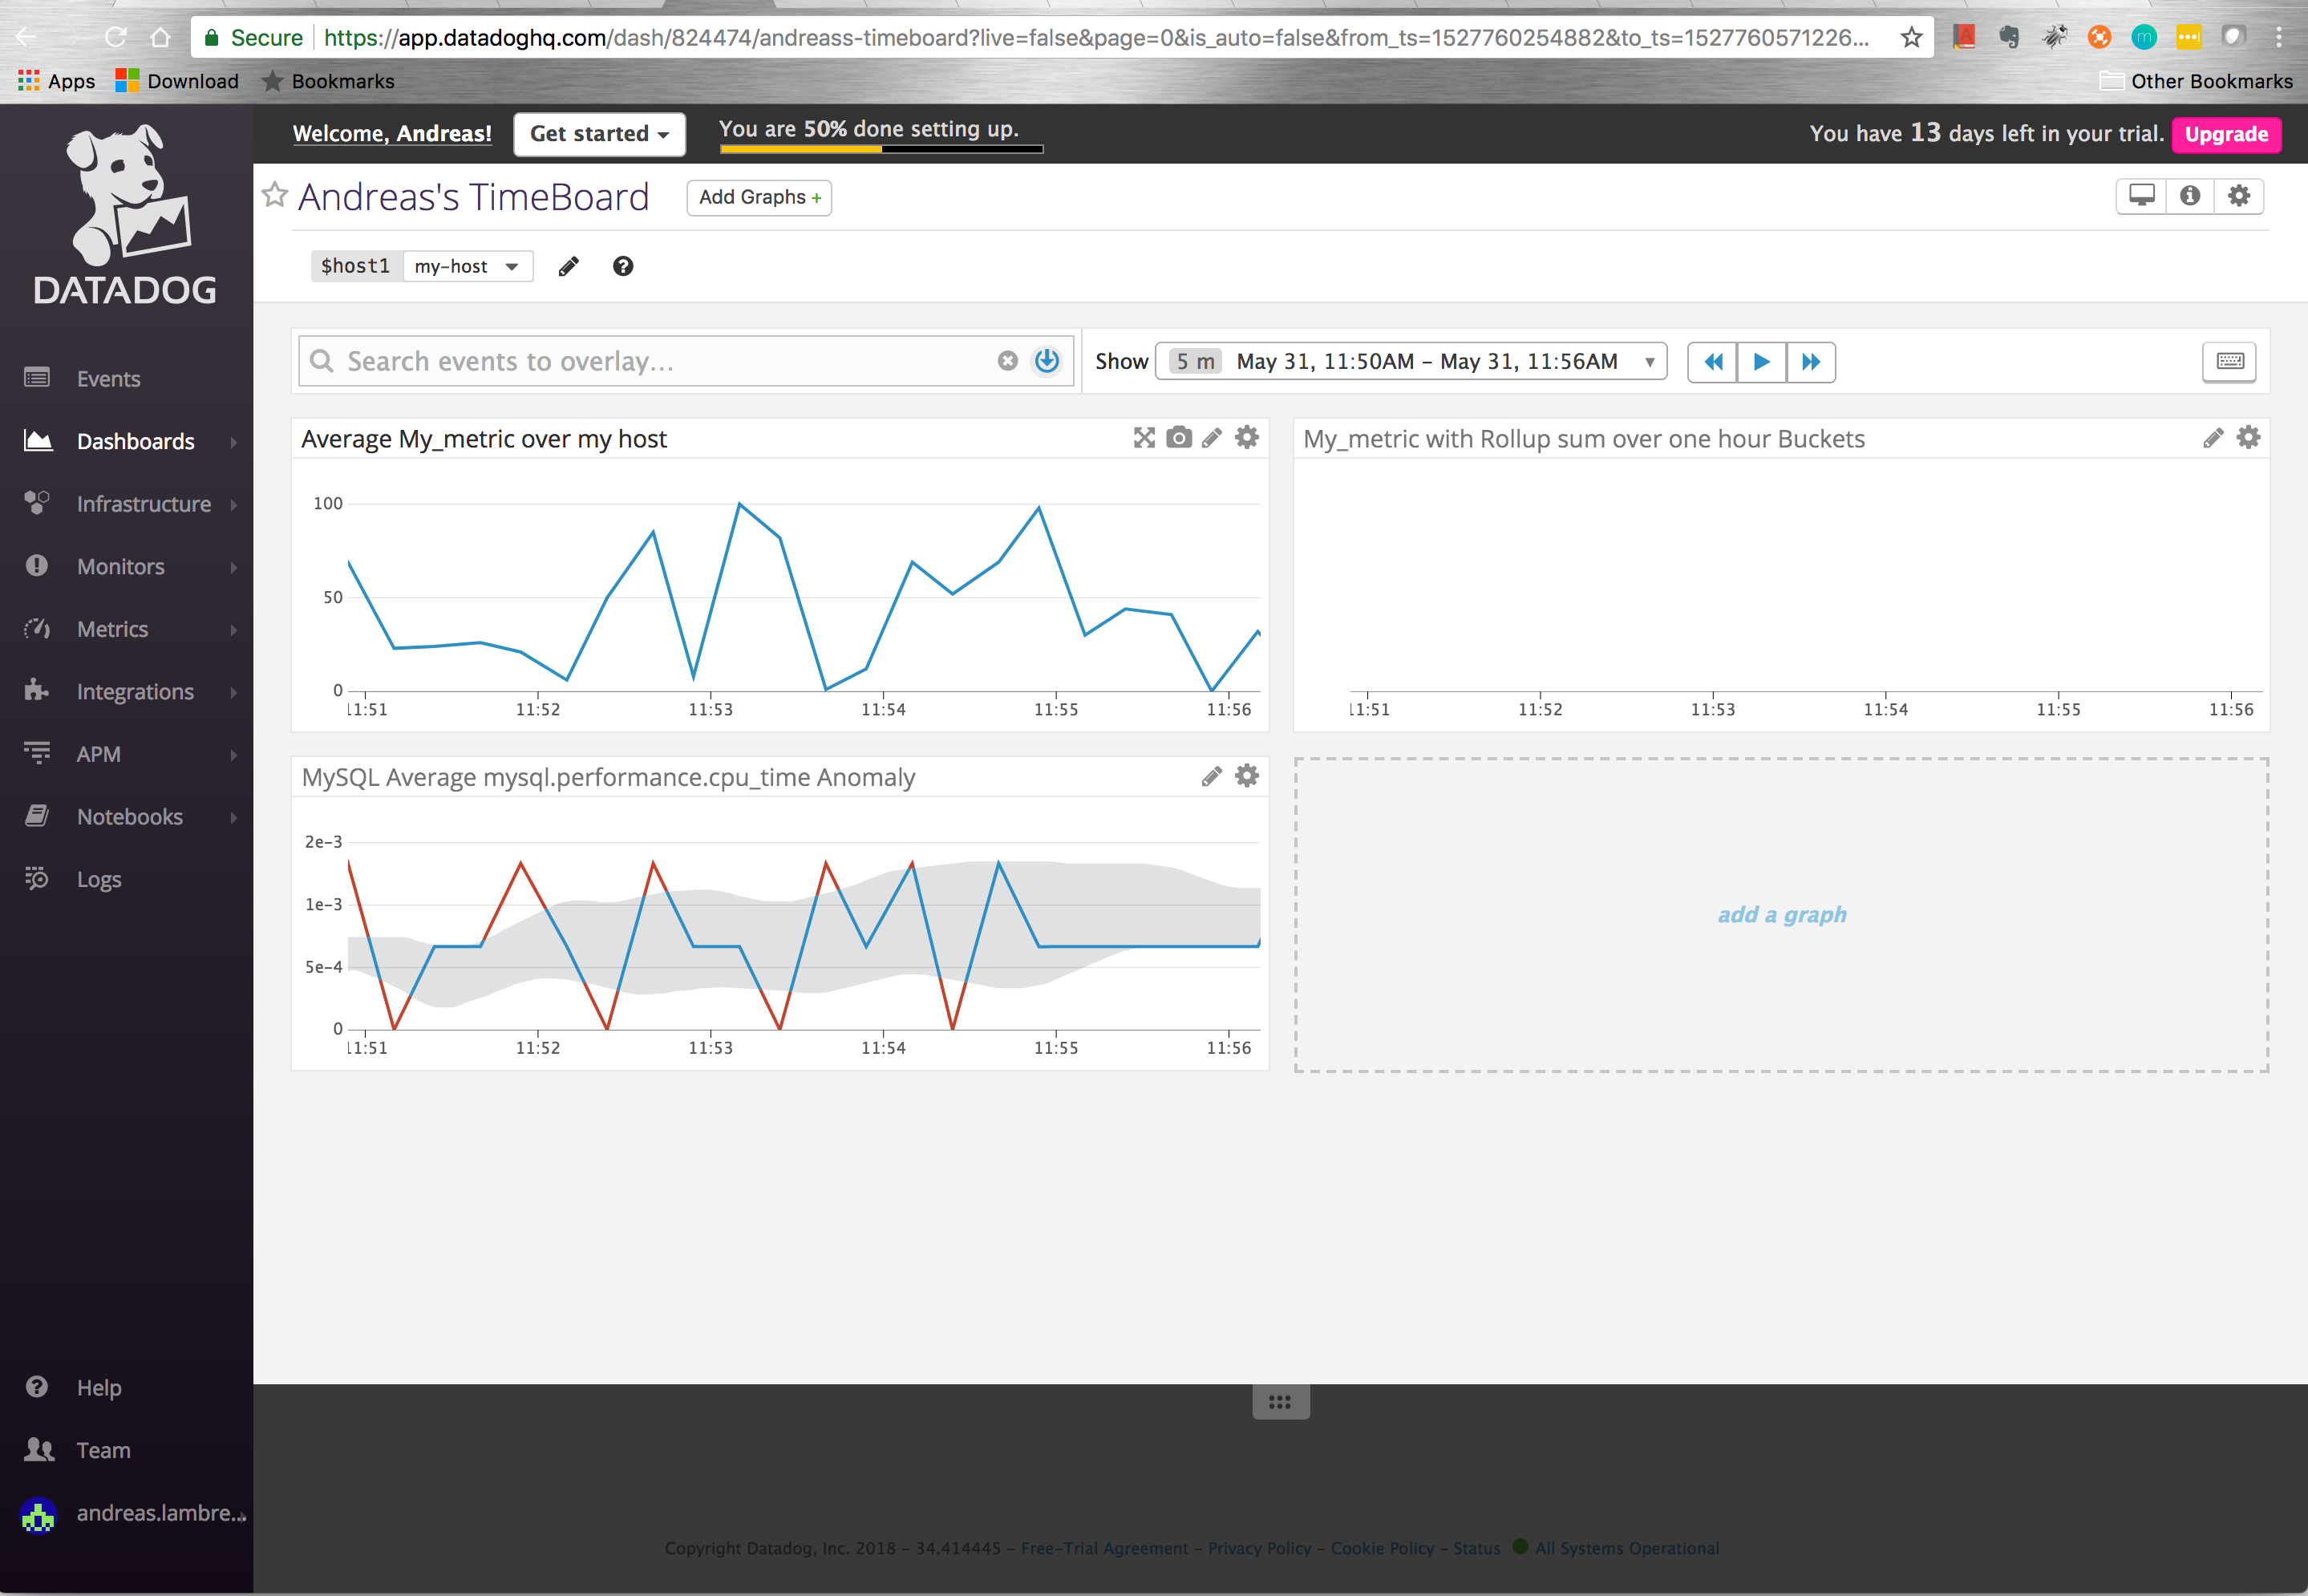 Secure https://app.datadoghq.com/dash/824474/andreass-timeboard?live=false&page=0&is_auto=false&from_ts=1527760254882&to_ts=1527760571226...
Apps Download Bookmarks Other Bookmarks
Welcome, Andreas! Get started You are 50% done setting up. You have 13 days left in your trial. Upgrade
DATADOG
Andreas's TimeBoard Add Graphs +
$host1 my-host
Search events to overlay... Show 5 m May 31, 11:50AM – May 31, 11:56AM
Events
Dashboards
Infrastructure
Monitors
Metrics
Integrations
APM
Notebooks
Logs
Average My_metric over my host
100
50
0
11:51 11:52 11:53 11:54 11:55 11:56
My_metric with Rollup sum over one hour Buckets
11:51 11:52 11:53 11:54 11:55 11:56
MySQL Average mysql.performance.cpu_time Anomaly
2e-3
1e-3
5e-4
0
11:51 11:52 11:53 11:54 11:55 11:56
add a graph
Help
Team
andreas.lambre...
Copyright Datadog, Inc. 2018 – 34.414445 – Free-Trial Agreement – Privacy Policy – Cookie Policy – Status All Systems Operational